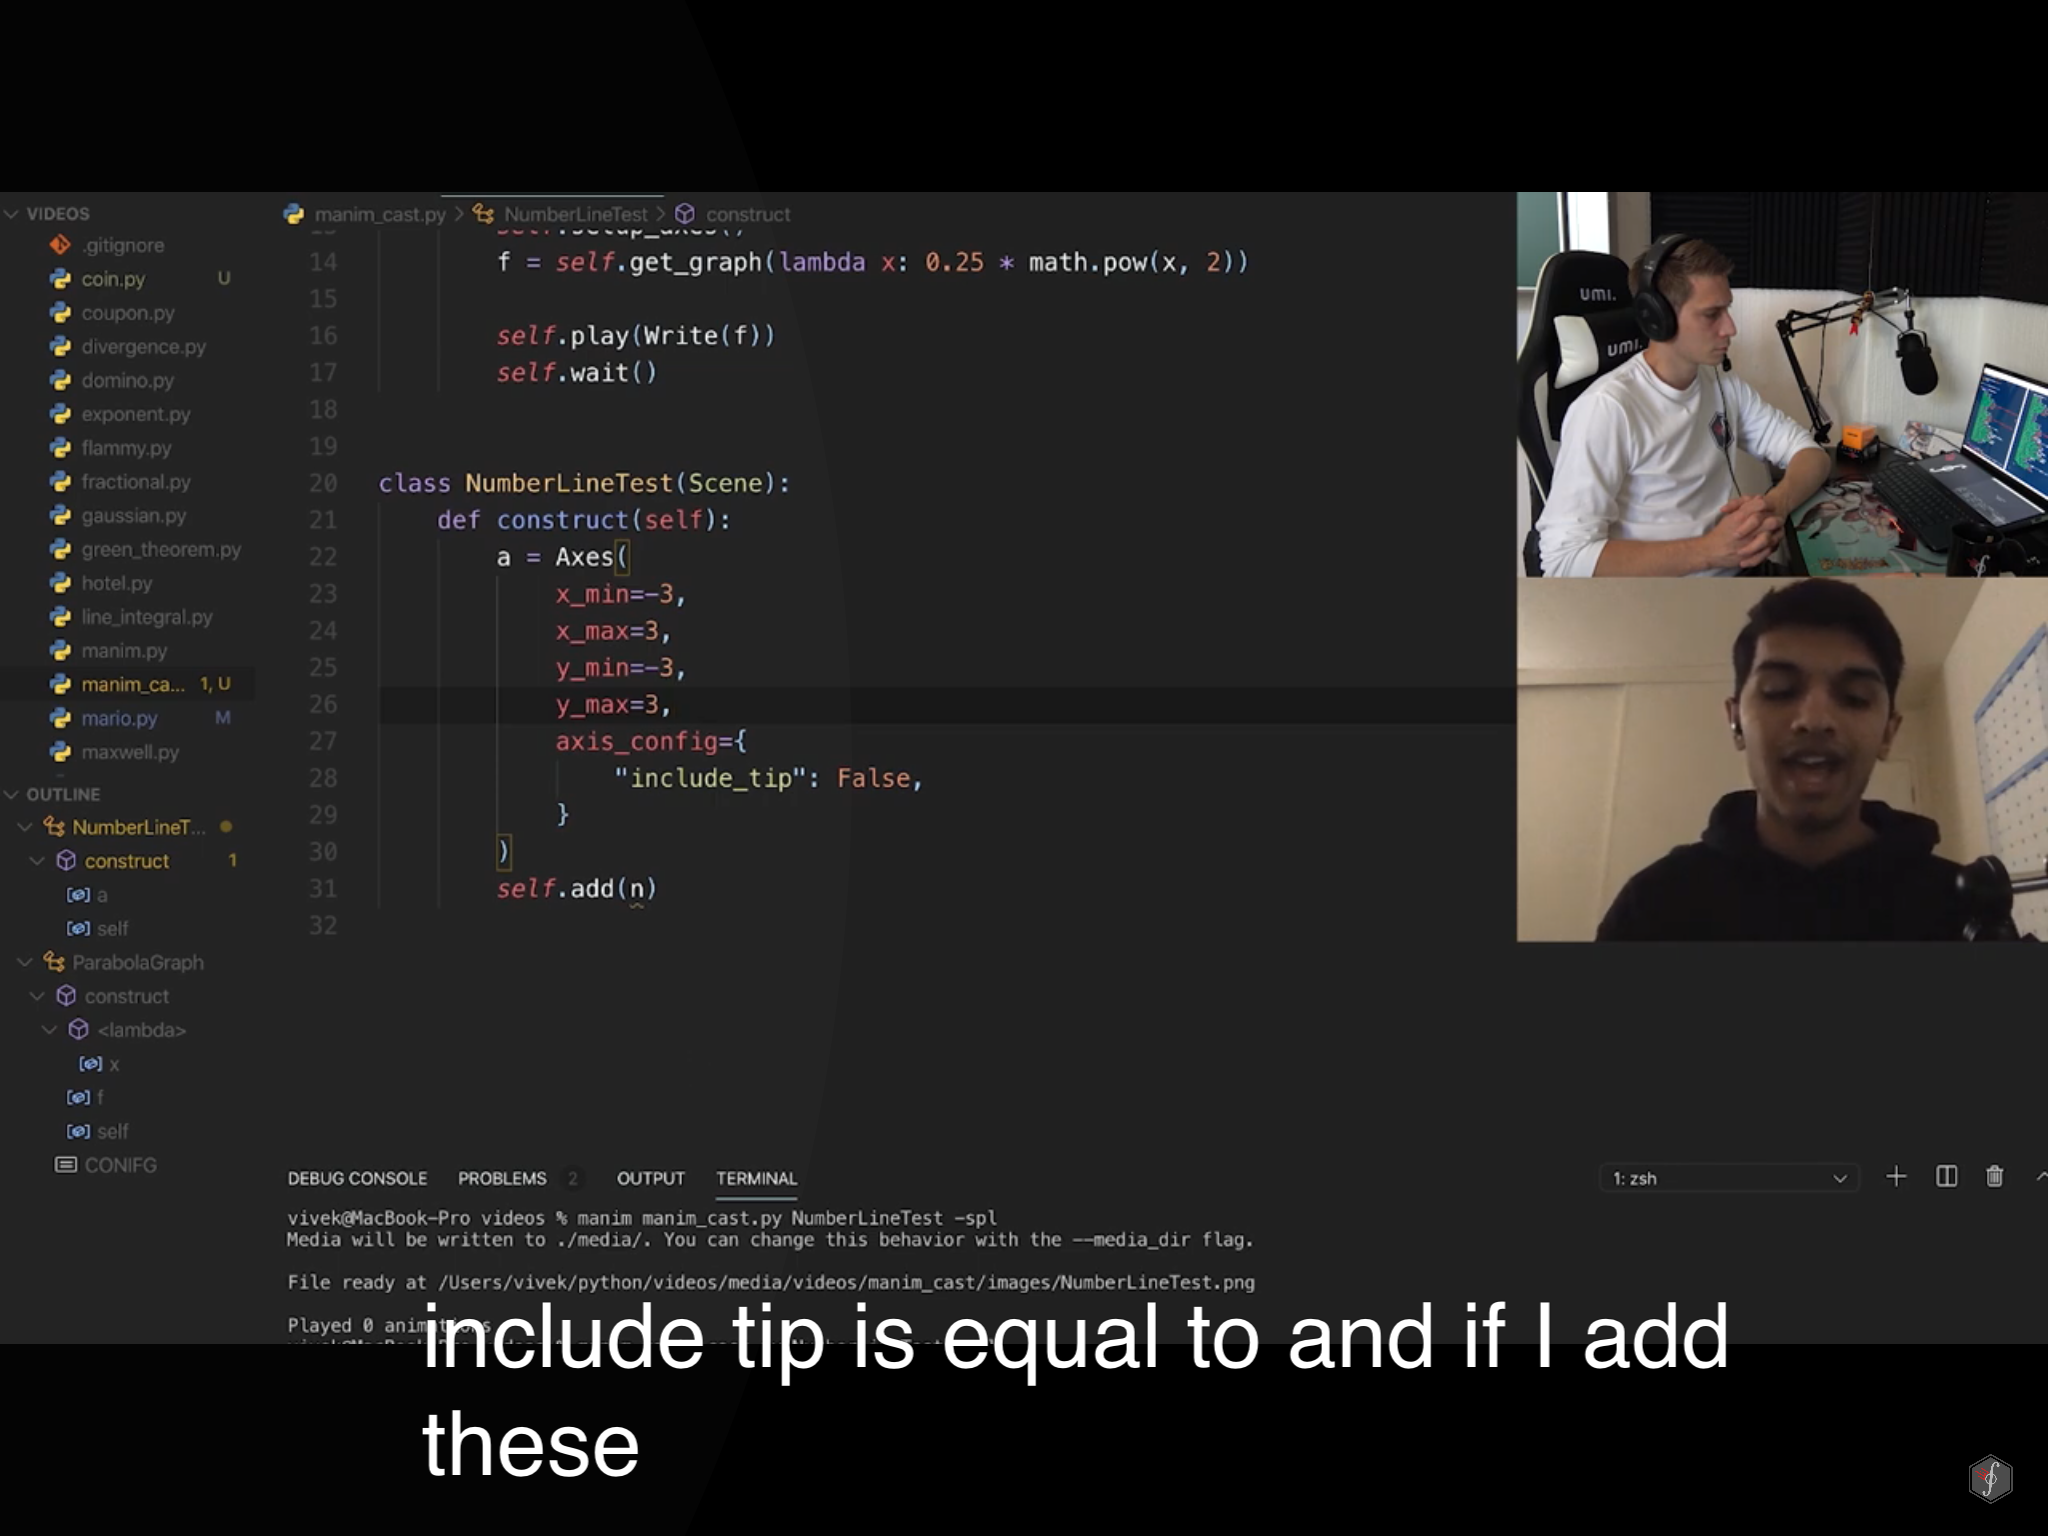 VIDEOS
.gitignore
coin.py U
coupon.py
divergence.py
domino.py
exponent.py
flammy.py
fractional.py
gaussian.py
green_theorem.py
hotel.py
line_integral.py
manim.py
manim_ca... 1, U
mario.py M
maxwell.py
OUTLINE
NumberLineT...
construct 1
a
self
ParabolaGraph
construct
<lambda>
x
f
self
CONIFG
manim_cast.py > NumberLineTest > construct
14 f = self.get_graph(lambda x: 0.25 * math.pow(x, 2))
15
16 self.play(Write(f))
17 self.wait()
18
19
20 class NumberLineTest(Scene):
21 def construct(self):
22 a = Axes(
23 x_min=-3,
24 x_max=3,
25 y_min=-3,
26 y_max=3,
27 axis_config={
28 "include_tip": False,
29 }
30 )
31 self.add(n)
32
umi.
umi.
DEBUG CONSOLE PROBLEMS 2 OUTPUT TERMINAL 1: zsh
vivek@MacBook-Pro videos % manim manim_cast.py NumberLineTest -spl
Media will be written to ./media/. You can change this behavior with the --media_dir flag.
File ready at /Users/vivek/python/videos/media/videos/manim_cast/images/NumberLineTest.png
Played 0 animations
include tip is equal to and if I add
these